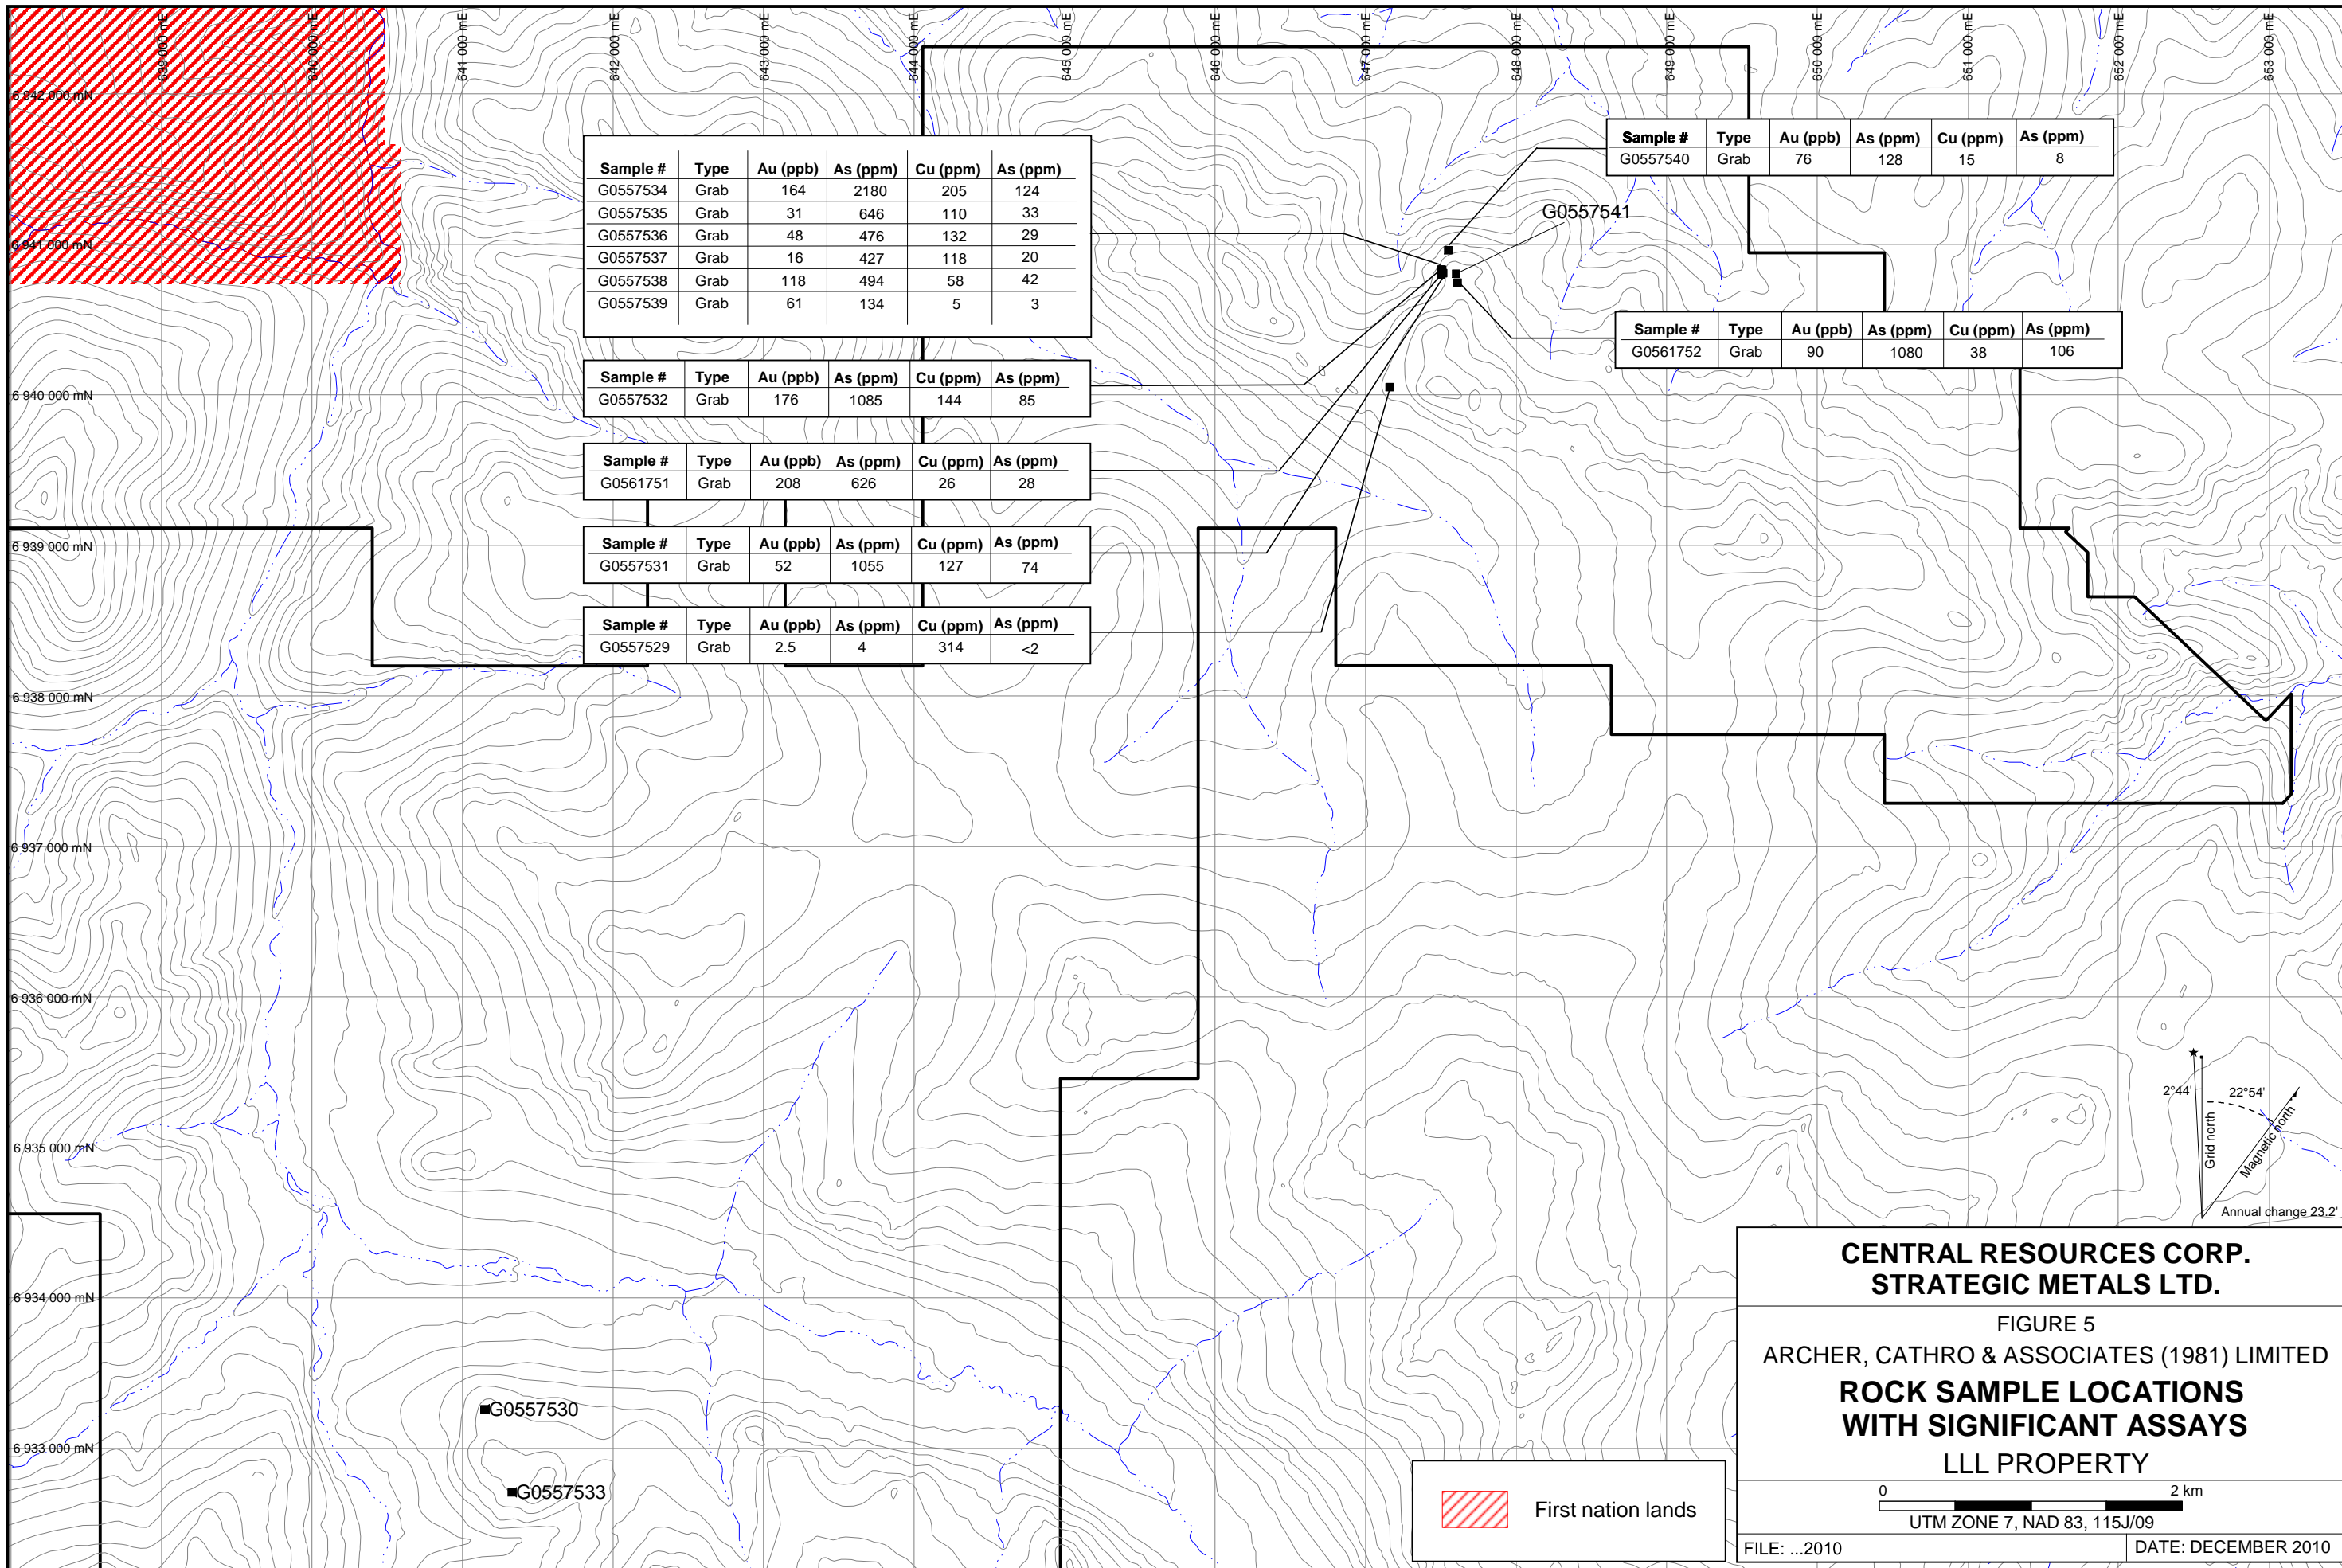 639 000 mE
640 000 mE
641 000 mE
642 000 mE
643 000 mE
644 000 mE
645 000 mE
646 000 mE
647 000 mE
648 000 mE
649 000 mE
650 000 mE
651 000 mE
652 000 mE
653 000 mE
6 942 000 mN
6 941 000 mN
6 940 000 mN
6 939 000 mN
6 938 000 mN
6 937 000 mN
6 936 000 mN
6 935 000 mN
6 934 000 mN
6 933 000 mN
Sample # Type Au (ppb) As (ppm) Cu (ppm) As (ppm)
G0557534 Grab 164 2180 205 124
G0557535 Grab 31 646 110 33
G0557536 Grab 48 476 132 29
G0557537 Grab 16 427 118 20
G0557538 Grab 118 494 58 42
G0557539 Grab 61 134 5 3
Sample # Type Au (ppb) As (ppm) Cu (ppm) As (ppm)
G0557532 Grab 176 1085 144 85
Sample # Type Au (ppb) As (ppm) Cu (ppm) As (ppm)
G0561751 Grab 208 626 26 28
Sample # Type Au (ppb) As (ppm) Cu (ppm) As (ppm)
G0557531 Grab 52 1055 127 74
Sample # Type Au (ppb) As (ppm) Cu (ppm) As (ppm)
G0557529 Grab 2.5 4 314 <2
Sample # Type Au (ppb) As (ppm) Cu (ppm) As (ppm)
G0557540 Grab 76 128 15 8
G0557541
Sample # Type Au (ppb) As (ppm) Cu (ppm) As (ppm)
G0561752 Grab 90 1080 38 106
G0557530
G0557533
2°44' 22°54'
Grid north
Magnetic north
Annual change 23.2'
First nation lands
CENTRAL RESOURCES CORP.
STRATEGIC METALS LTD.
FIGURE 5
ARCHER, CATHRO & ASSOCIATES (1981) LIMITED
ROCK SAMPLE LOCATIONS
WITH SIGNIFICANT ASSAYS
LLL PROPERTY
0 2 km
UTM ZONE 7, NAD 83, 115J/09
FILE: ...2010 DATE: DECEMBER 2010